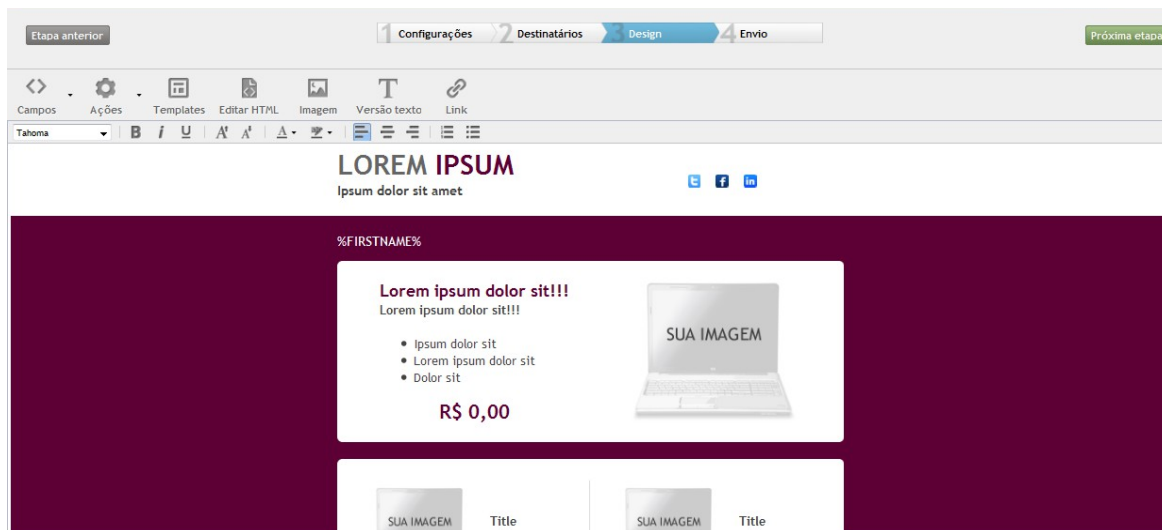 Etapa anterior
1 Configurações 2 Destinatários 3 Design 4 Envio
Próxima etapa
Campos Ações Templates Editar HTML Imagem Versão texto Link
Tahoma B i U A A A
LOREM IPSUM
Ipsum dolor sit amet
%FIRSTNAME%
Lorem ipsum dolor sit!!!
Lorem ipsum dolor sit!!!
Ipsum dolor sit
Lorem ipsum dolor sit
Dolor sit
R$ 0,00
SUA IMAGEM
SUA IMAGEM Title SUA IMAGEM Title